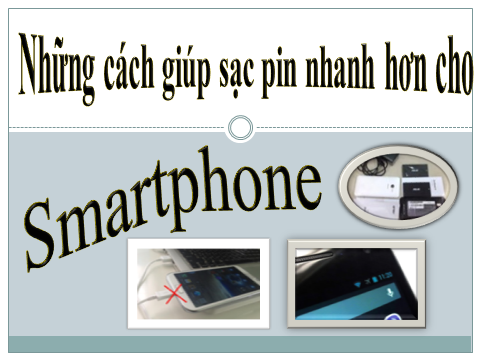 Những cách giúp sạc pin nhanh hơn cho
Smartphone